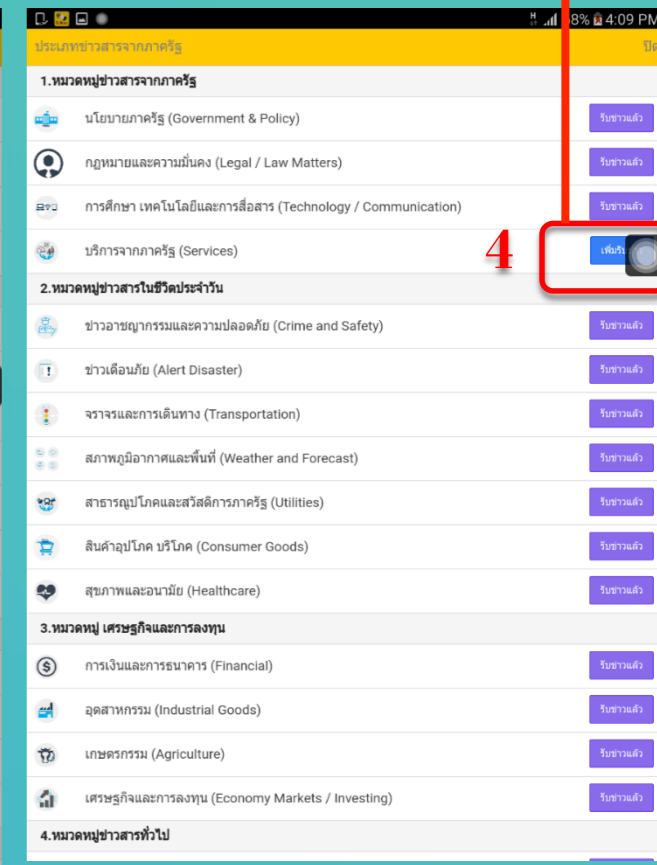 68% 4:09 PM
ประเภทข่าวสารจากภาครัฐ ปิด
1.หมวดหมู่ข่าวสารจากภาครัฐ
นโยบายภาครัฐ (Government & Policy) รับข่าวแล้ว
กฎหมายและความมั่นคง (Legal / Law Matters) รับข่าวแล้ว
การศึกษา เทคโนโลยีและการสื่อสาร (Technology / Communication) รับข่าวแล้ว
บริการจากภาครัฐ (Services) 4 เพิ่มรับ
2.หมวดหมู่ข่าวสารในชีวิตประจำวัน
ข่าวอาชญากรรมและความปลอดภัย (Crime and Safety) รับข่าวแล้ว
ข่าวเตือนภัย (Alert Disaster) รับข่าวแล้ว
จราจรและการเดินทาง (Transportation) รับข่าวแล้ว
สภาพภูมิอากาศและพื้นที่ (Weather and Forecast) รับข่าวแล้ว
สาธารณูปโภคและสวัสดิการภาครัฐ (Utilities) รับข่าวแล้ว
สินค้าอุปโภค บริโภค (Consumer Goods) รับข่าวแล้ว
สุขภาพและอนามัย (Healthcare) รับข่าวแล้ว
3.หมวดหมู่ เศรษฐกิจและการลงทุน
การเงินและการธนาคาร (Financial) รับข่าวแล้ว
อุตสาหกรรม (Industrial Goods) รับข่าวแล้ว
เกษตรกรรม (Agriculture) รับข่าวแล้ว
เศรษฐกิจและการลงทุน (Economy Markets / Investing) รับข่าวแล้ว
4.หมวดหมู่ข่าวสารทั่วไป